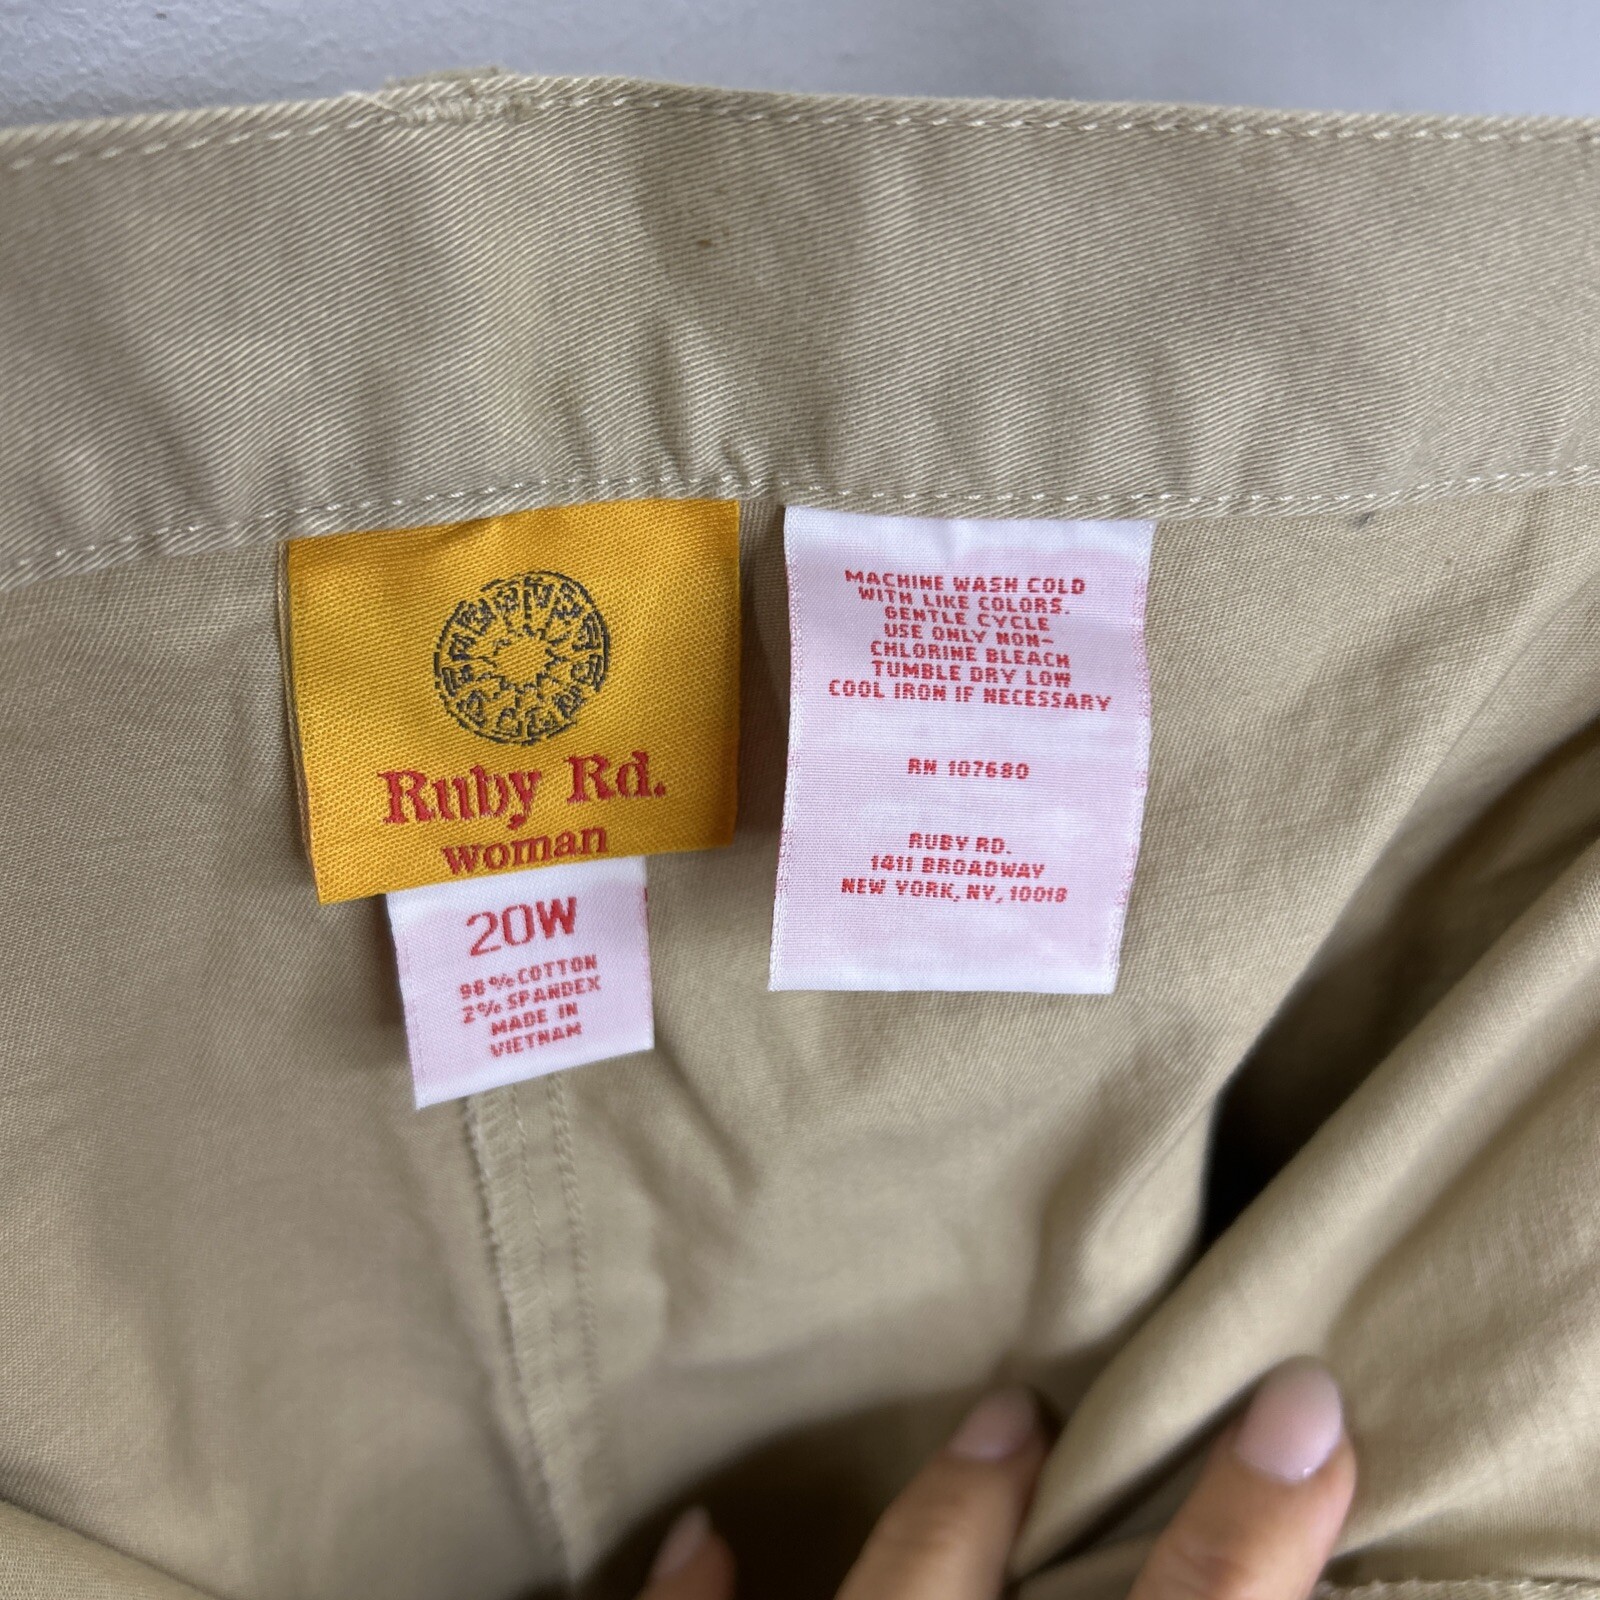 Ruby Rd.
woman
20W
98% COTTON
2% SPANDEX
MADE IN
VIETNAM
MACHINE WASH COLD
WITH LIKE COLORS.
GENTLE CYCLE
USE ONLY NON-
CHLORINE BLEACH
TUMBLE DRY LOW
COOL IRON IF NECESSARY
RN 107680
RUBY RD.
1411 BROADWAY
NEW YORK, NY, 10018